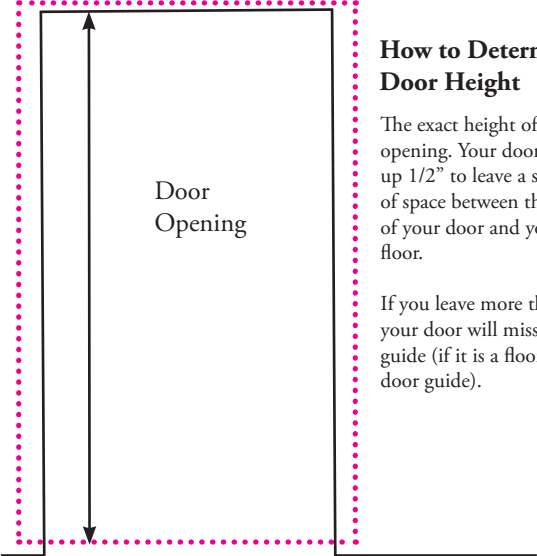 Door
Opening
How to Deter
Door Height
The exact height of
opening. Your door
up 1/2” to leave a s
of space between th
of your door and yo
floor.
If you leave more th
your door will miss
guide (if it is a floo
door guide).